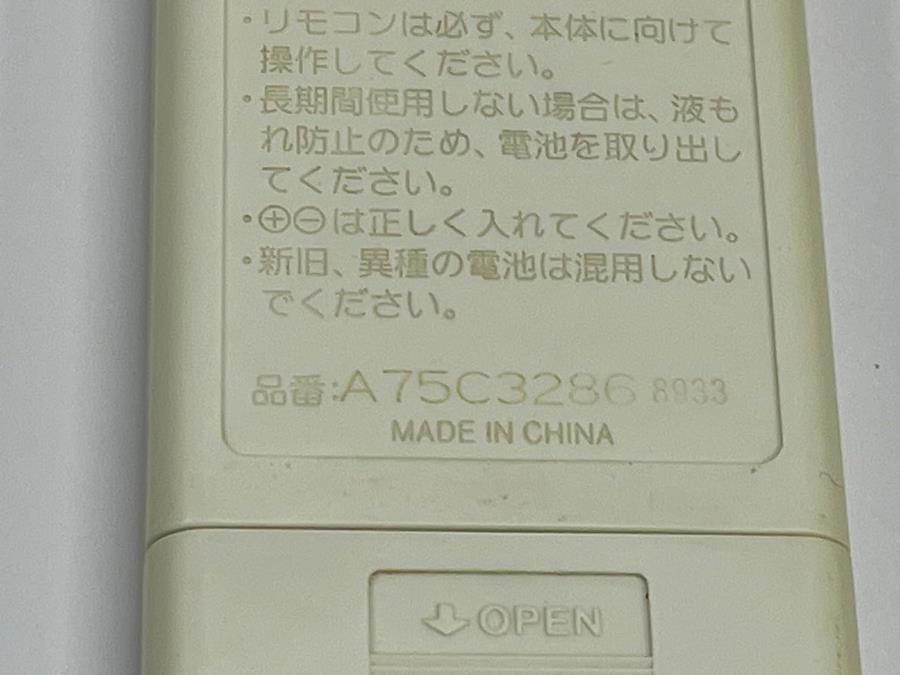 ・リモコンは必ず、本体に向けて
操作してください。
・長期間使用しない場合は、液も
れ防止のため、電池を取り出し
てください。
・⊕⊖は正しく入れてください。
・新旧、異種の電池は混用しない
でください。
品番:A75C3286 8933
MADE IN CHINA
OPEN